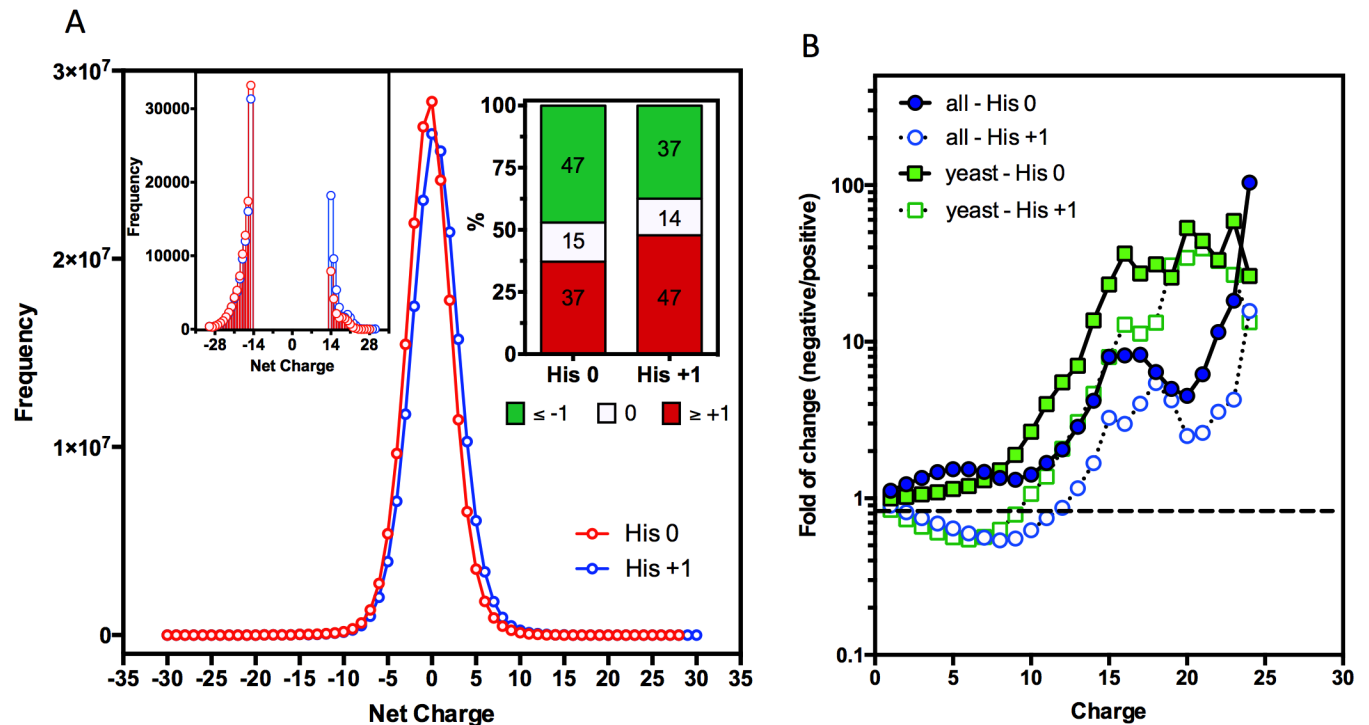 A
3×10⁷
2×10⁷
1×10⁷
0
Frequency
-35 -30 -25 -20 -15 -10 -5 0 5 10 15 20 25 30 35
Net Charge
30000
20000
10000
0
Frequency
-28 -14 0 14 28
Net Charge
100
75
50
25
0
%
47
15
37
37
14
47
His 0 His +1
≤ -1 0 ≥ +1
His 0
His +1
B
all - His 0
all - His +1
yeast - His 0
yeast - His +1
100
10
1
0.1
Fold of change (negative/positive)
0 5 10 15 20 25 30
Charge